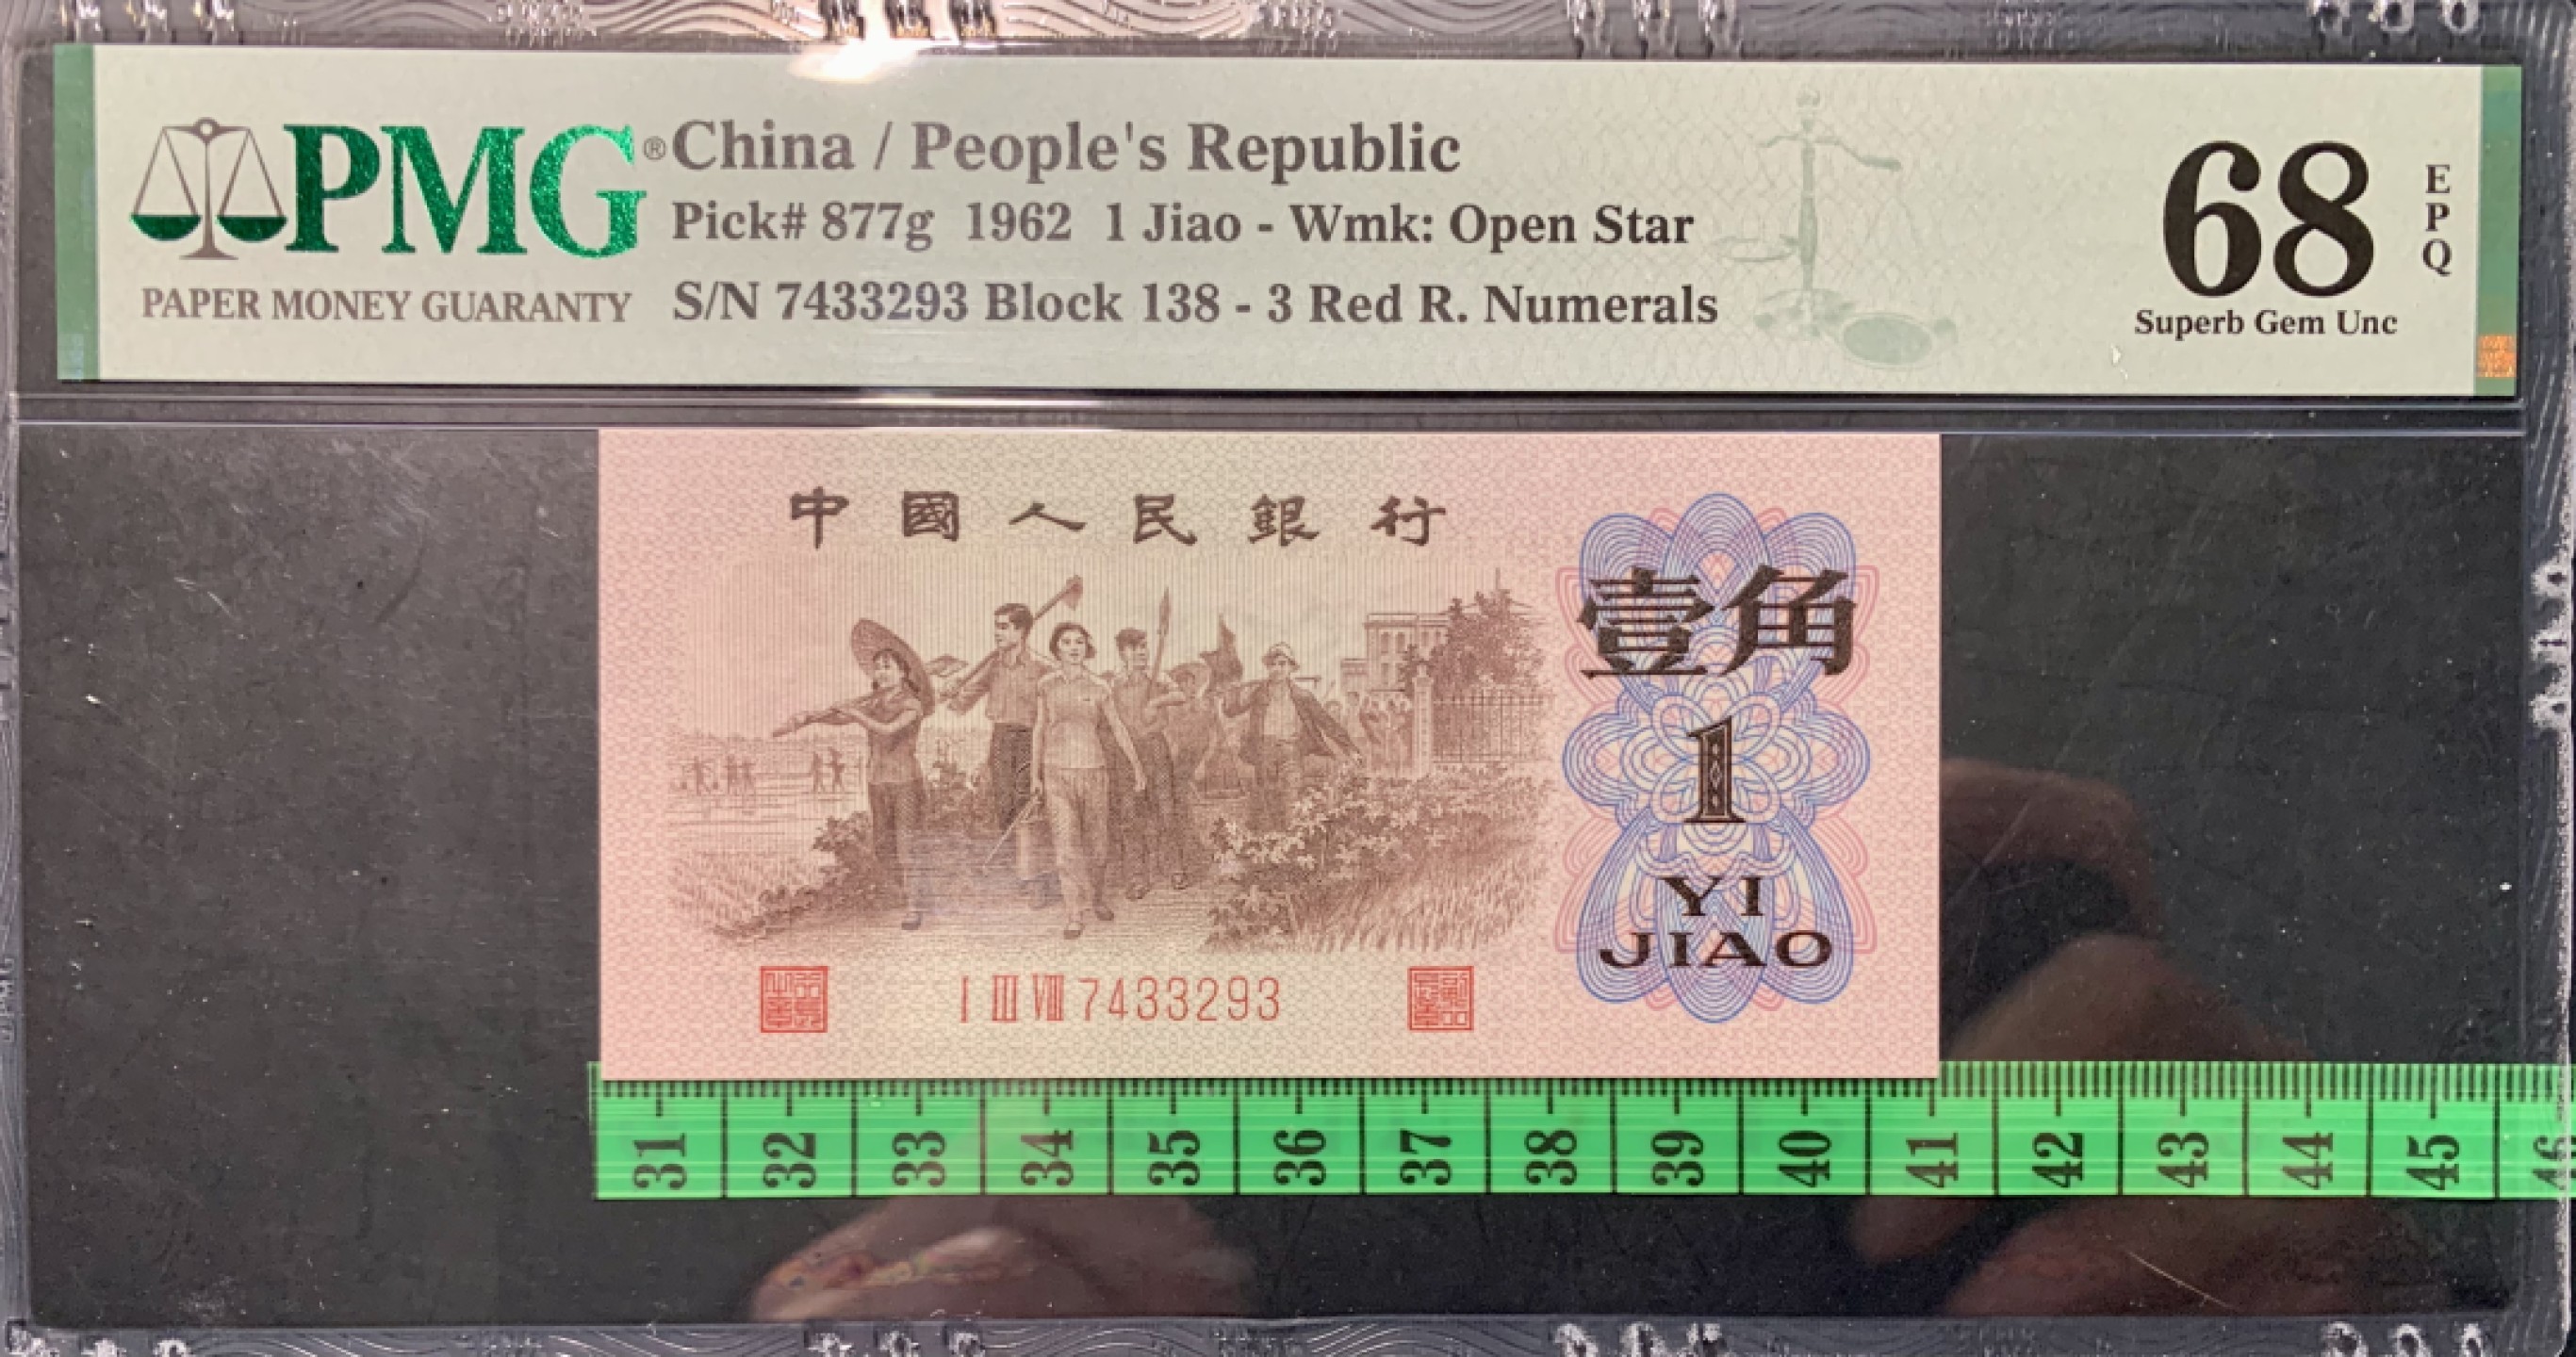 PMG®
PAPER MONEY GUARANTY
China / People's Republic
Pick# 877g 1962 1 Jiao - Wmk: Open Star
S/N 7433293 Block 138 - 3 Red R. Numerals
68
EPQ
Superb Gem Unc
中國人民銀行
壹角
1
YI
JIAO
I III VIII 7433293
31 32 33 34 35 36 37 38 39 40 41 42 43 44 45 46